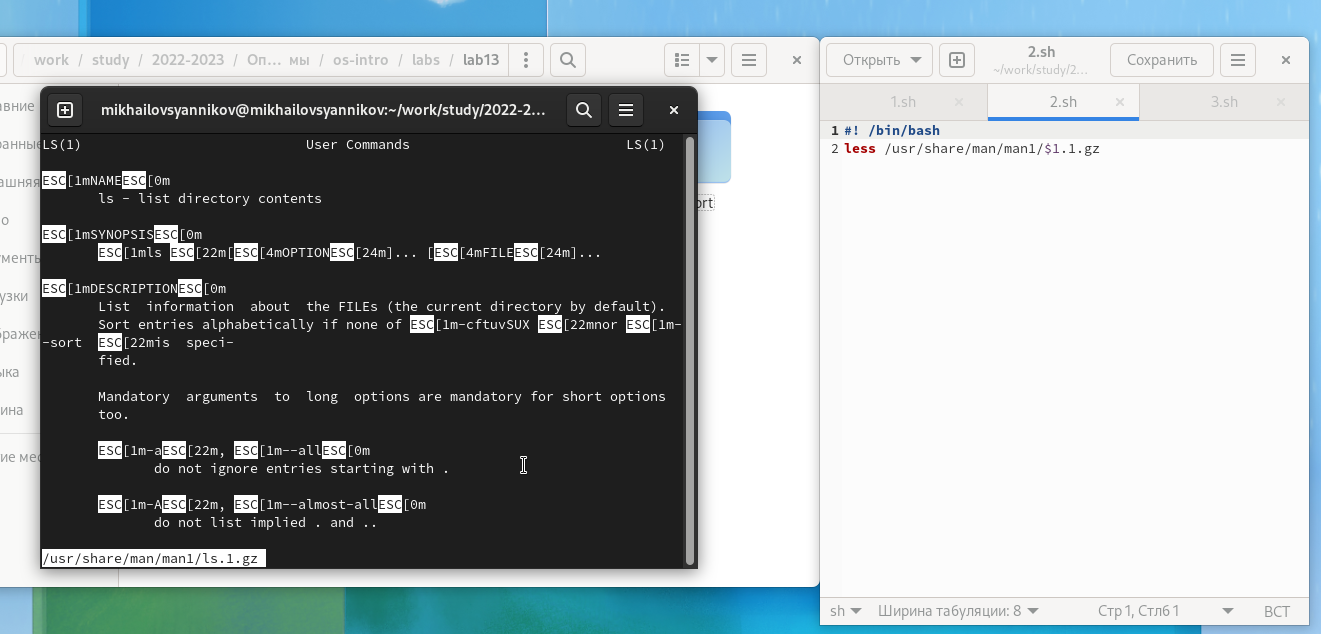 work / study / 2022-2023 / Оп… мы / os-intro / labs / lab13
mikhailovsyannikov@mikhailovsyannikov:~/work/study/2022-2...
LS(1) User Commands LS(1)
ESC[1mNAMEESC[0m
ls - list directory contents
ESC[1mSYNOPSISESC[0m
ESC[1mls ESC[22m[ESC[4mOPTIONESC[24m]... [ESC[4mFILEESC[24m]...
ESC[1mDESCRIPTIONESC[0m
List information about the FILEs (the current directory by default).
Sort entries alphabetically if none of ESC[1m-cftuvSUX ESC[22mnor ESC[1m-
-sort ESC[22mis speci-
fied.
Mandatory arguments to long options are mandatory for short options
too.
ESC[1m-aESC[22m, ESC[1m--allESC[0m
do not ignore entries starting with .
ESC[1m-AESC[22m, ESC[1m--almost-allESC[0m
do not list implied . and ..
/usr/share/man/man1/ls.1.gz
Открыть
2.sh
~/work/study/2...
Сохранить
1.sh
2.sh
3.sh
1 #! /bin/bash
2 less /usr/share/man/man1/$1.1.gz
sh Ширина табуляции: 8 Стр 1, Стлб 1 ВСТ